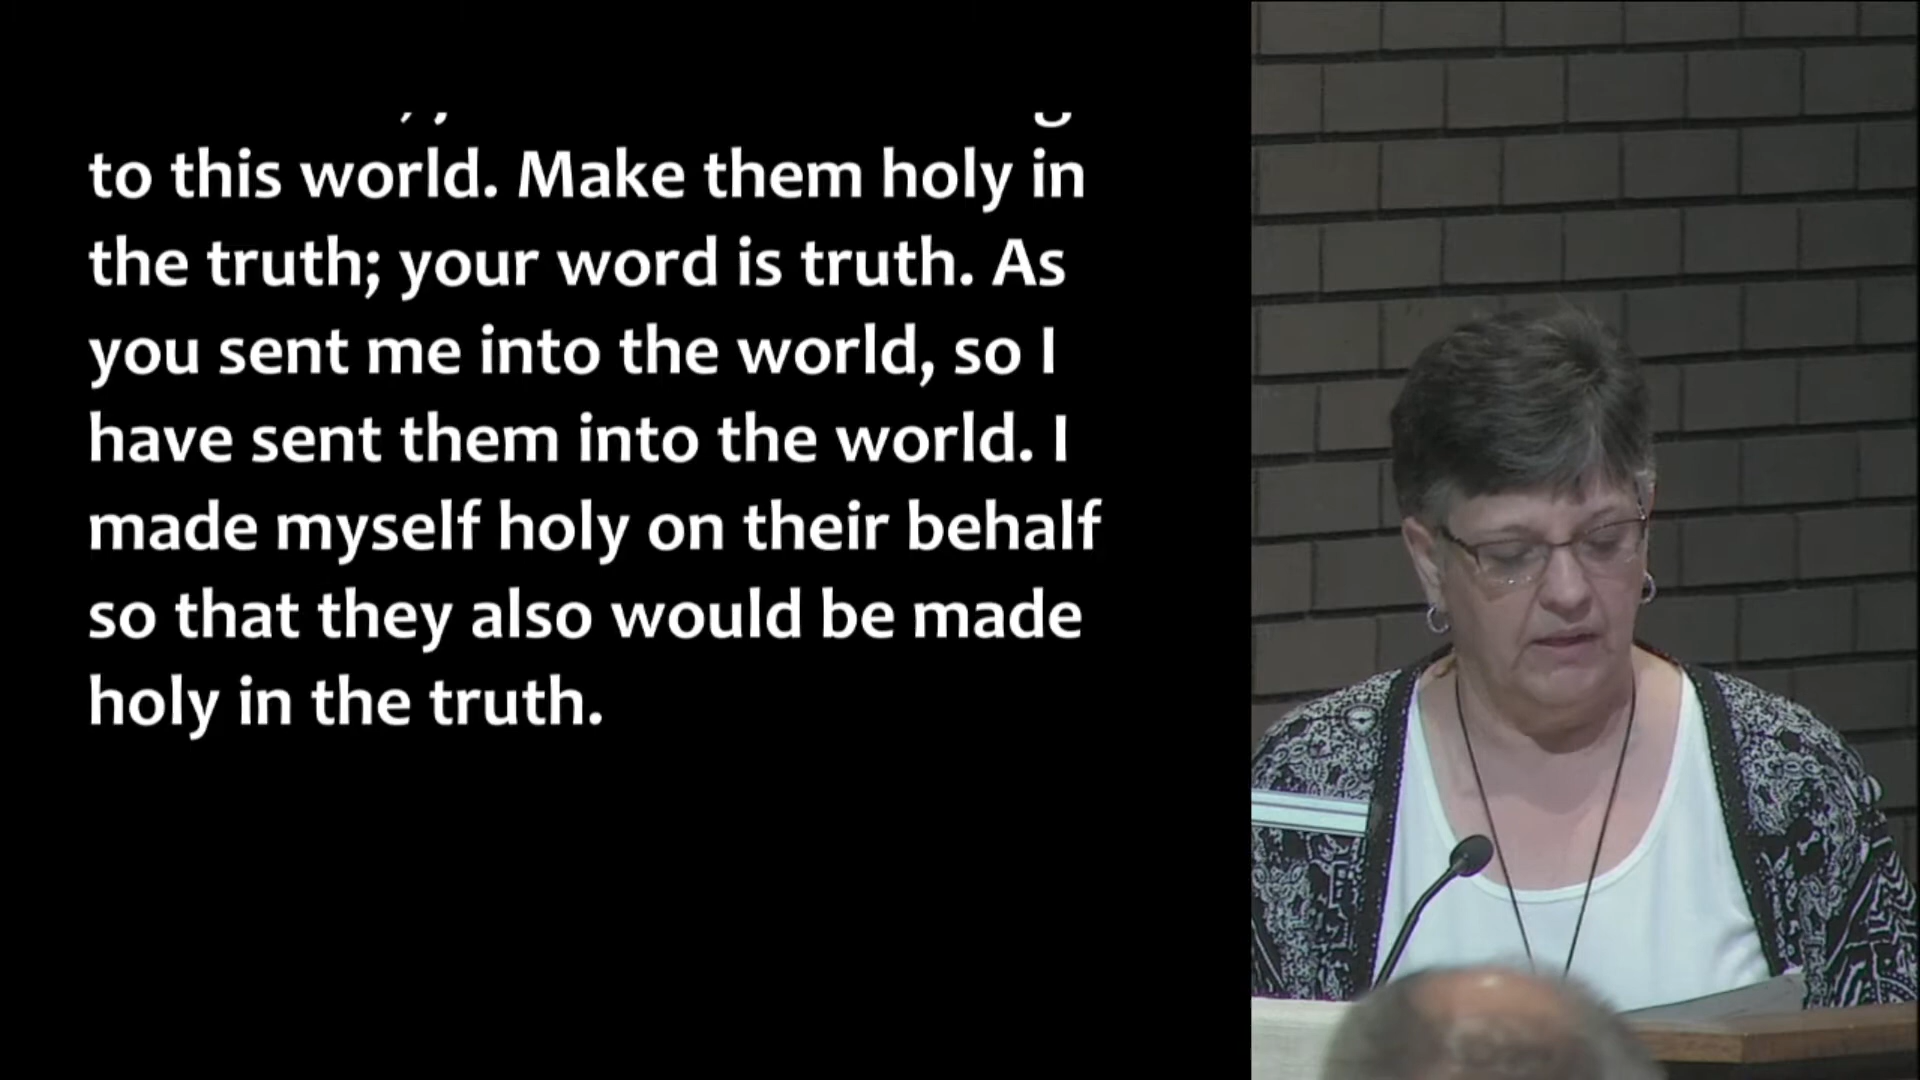 to this world. Make them holy in
the truth; your word is truth. As
you sent me into the world, so I
have sent them into the world. I
made myself holy on their behalf
so that they also would be made
holy in the truth.